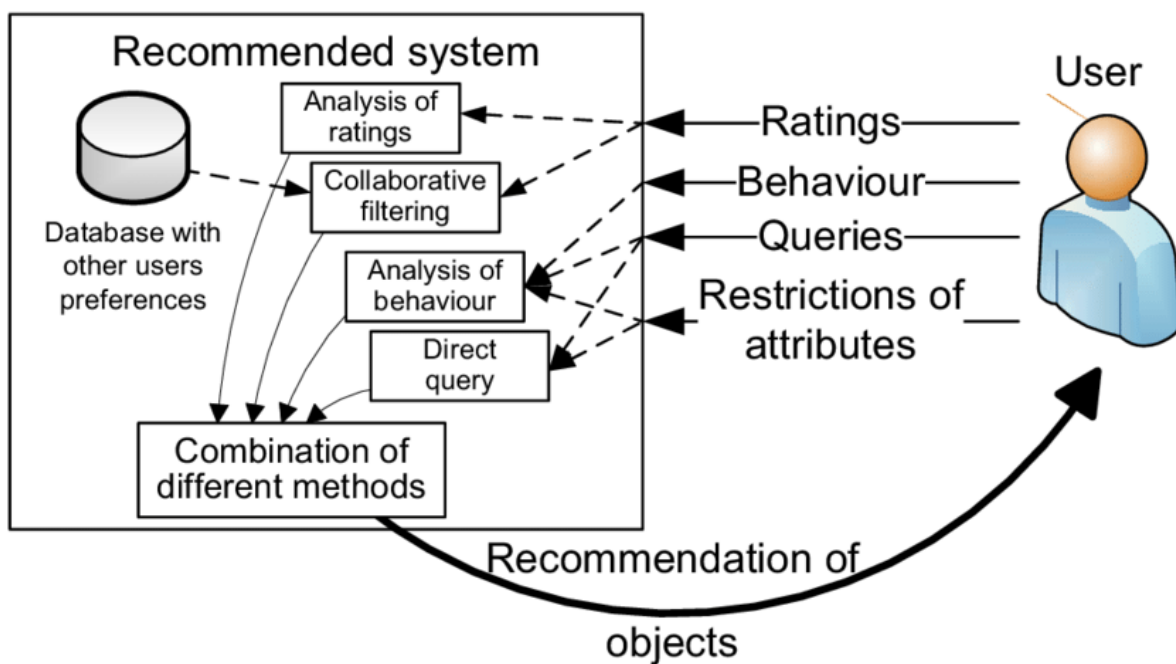 Recommended system
User
Analysis of
ratings
Ratings
Collaborative
filtering
Behaviour
Database with
other users
preferences
Queries
Analysis of
behaviour
Restrictions of
attributes
Direct
query
Combination of
different methods
Recommendation of
objects